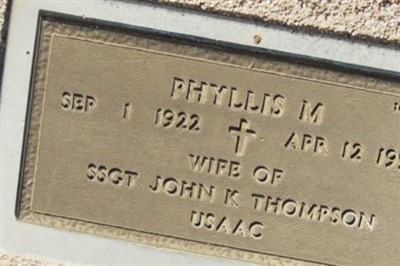 PHYLLIS M
SEP 1 1922 ✝ APR 12
WIFE OF
SSGT JOHN K THOMPSON
USAAC